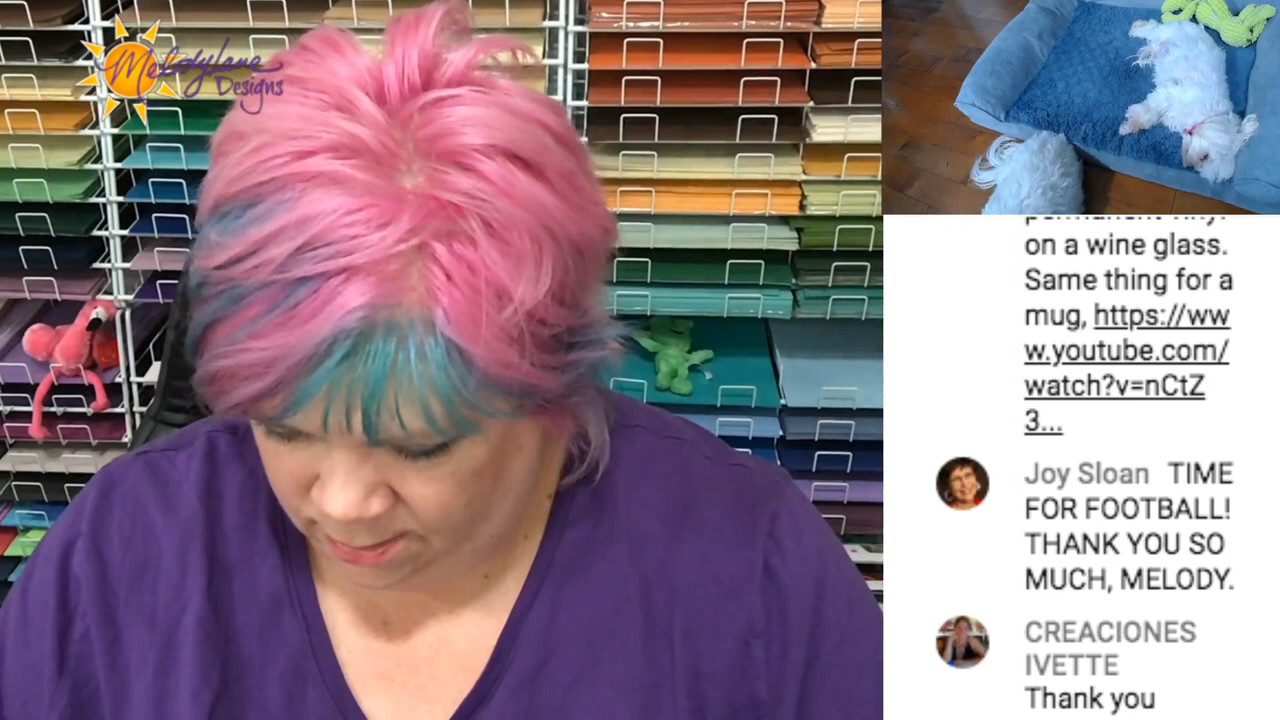 Melodylane
Designs
on a wine glass.
Same thing for a
mug, https://ww
w.youtube.com/
watch?v=nCtZ
3...
Joy Sloan TIME
FOR FOOTBALL!
THANK YOU SO
MUCH, MELODY.
CREACIONES
IVETTE
Thank you